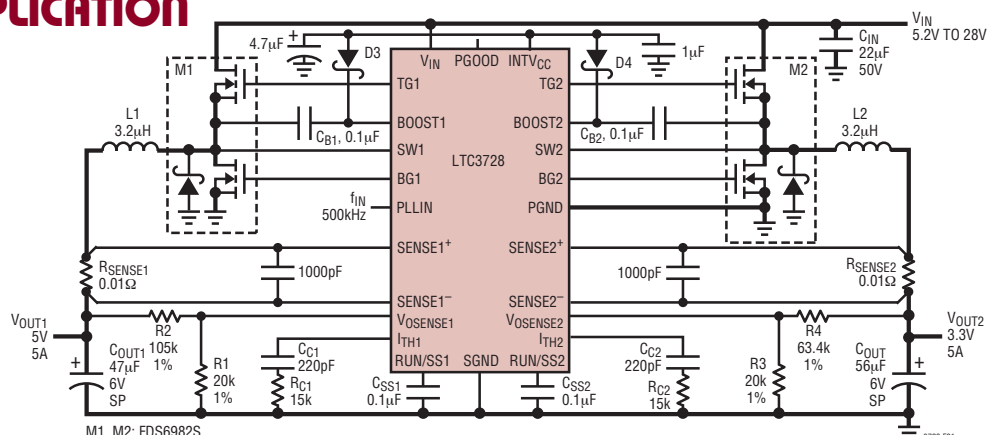 PLICATION
VIN
5.2V TO 28V
CIN
22µF
50V
4.7µF
+
D3
D4
1µF
M1
M2
VIN
PGOOD
INTVCC
TG1
TG2
BOOST1
BOOST2
CB1, 0.1µF
CB2, 0.1µF
L1
3.2µH
L2
3.2µH
SW1
SW2
LTC3728
BG1
BG2
fIN
500kHz
PLLIN
PGND
SENSE1+
SENSE2+
RSENSE1
0.01Ω
1000pF
1000pF
RSENSE2
0.01Ω
SENSE1–
SENSE2–
VOSENSE1
VOSENSE2
ITH1
ITH2
RUN/SS1
SGND
RUN/SS2
VOUT1
5V
5A
R2
105k
1%
R4
63.4k
1%
VOUT2
3.3V
5A
COUT1
47µF
6V
SP
+
R1
20k
1%
CC1
220pF
RC1
15k
CSS1
0.1µF
CSS2
0.1µF
CC2
220pF
RC2
15k
R3
20k
1%
COUT
56µF
6V
SP
+
M1, M2: FDS6982S